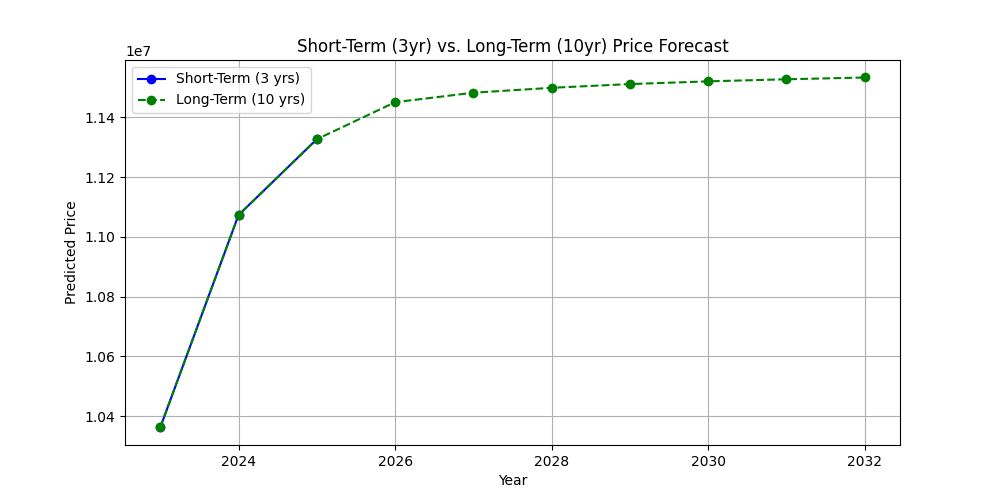 Short-Term (3yr) vs. Long-Term (10yr) Price Forecast
1e7
Short-Term (3 yrs)
Long-Term (10 yrs)
1.14
1.12
1.10
1.08
1.06
1.04
Predicted Price
2024 2026 2028 2030 2032
Year